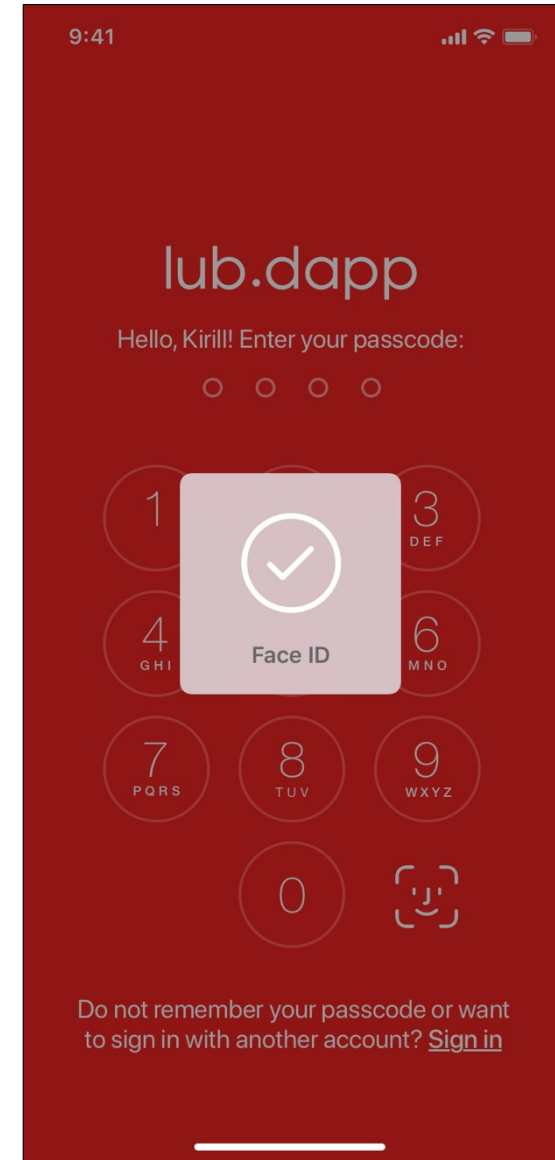 9:41
lub.dapp
Hello, Kirill! Enter your passcode:
1
3
DEF
4
GHI
6
MNO
Face ID
7
PQRS
8
TUV
9
WXYZ
0
Do not remember your passcode or want
to sign in with another account? Sign in